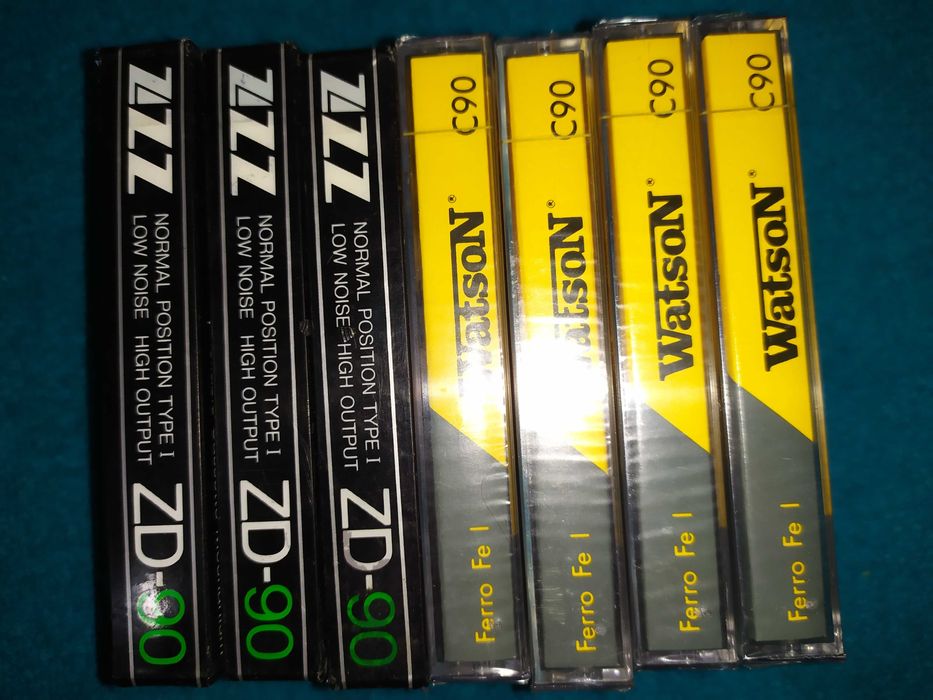 ZZZ
NORMAL POSITION TYPE I
LOW NOISE HIGH OUTPUT
ZD-90
ZZZ
NORMAL POSITION TYPE I
LOW NOISE HIGH OUTPUT
ZD-90
ZZZ
NORMAL POSITION TYPE I
LOW NOISE HIGH OUTPUT
ZD-90
Ferro Fe I Watson® C90
Ferro Fe I Watson® C90
Ferro Fe I Watson® C90
Ferro Fe I Watson® C90